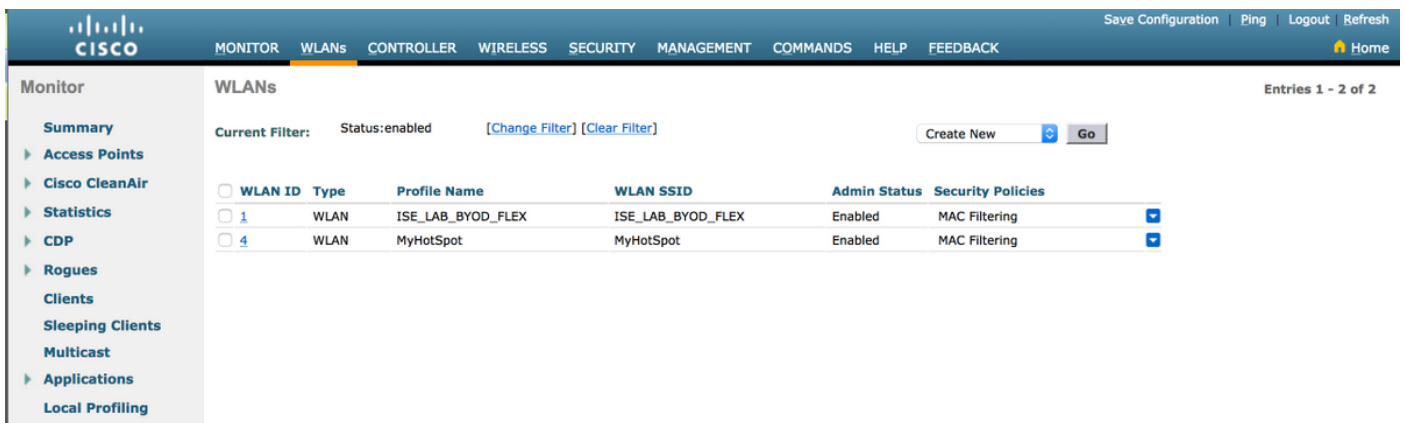 Save Configuration | Ping | Logout | Refresh
CISCO
MONITOR WLANs CONTROLLER WIRELESS SECURITY MANAGEMENT COMMANDS HELP FEEDBACK Home
Monitor
Summary
Access Points
Cisco CleanAir
Statistics
CDP
Rogues
Clients
Sleeping Clients
Multicast
Applications
Local Profiling
WLANs
Entries 1 - 2 of 2
Current Filter: Status:enabled [Change Filter] [Clear Filter] Create New Go
WLAN ID Type Profile Name WLAN SSID Admin Status Security Policies
1 WLAN ISE_LAB_BYOD_FLEX ISE_LAB_BYOD_FLEX Enabled MAC Filtering
4 WLAN MyHotSpot MyHotSpot Enabled MAC Filtering